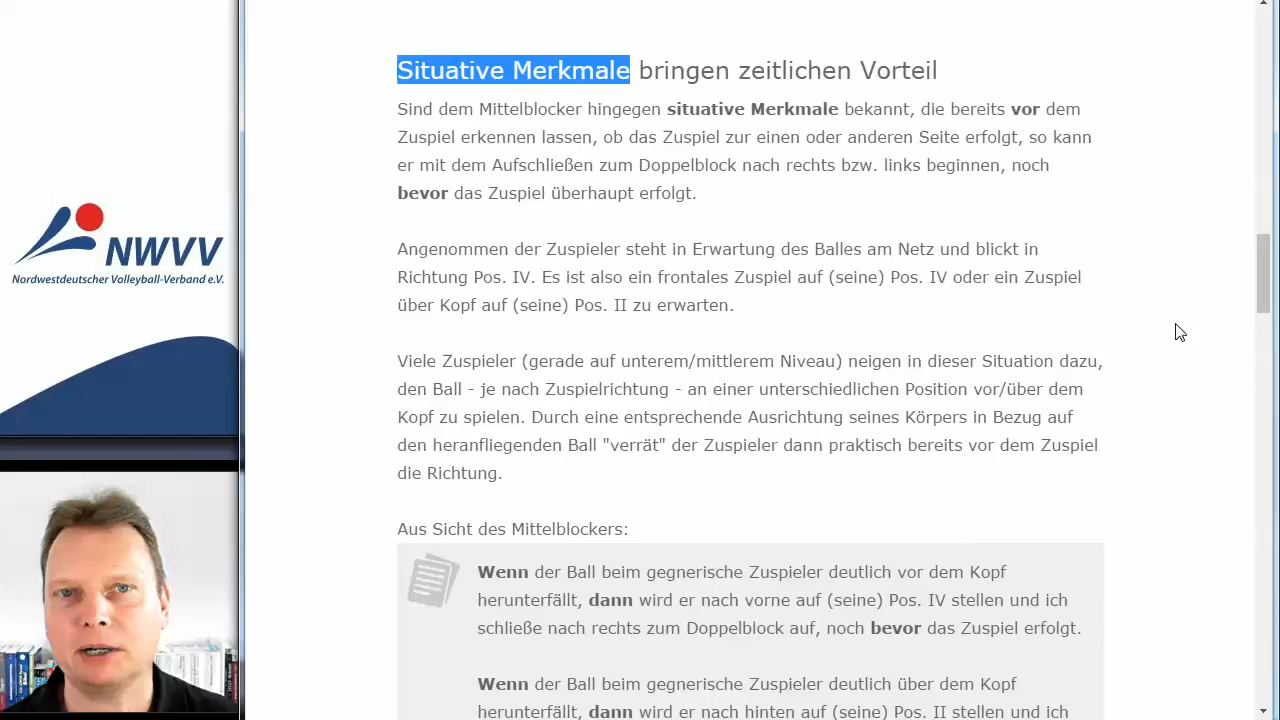 Situative Merkmale bringen zeitlichen Vorteil
Sind dem Mittelblocker hingegen situative Merkmale bekannt, die bereits vor dem
Zuspiel erkennen lassen, ob das Zuspiel zur einen oder anderen Seite erfolgt, so kann
er mit dem Aufschließen zum Doppelblock nach rechts bzw. links beginnen, noch
bevor das Zuspiel überhaupt erfolgt.
Angenommen der Zuspieler steht in Erwartung des Balles am Netz und blickt in
Richtung Pos. IV. Es ist also ein frontales Zuspiel auf (seine) Pos. IV oder ein Zuspiel
über Kopf auf (seine) Pos. II zu erwarten.
Viele Zuspieler (gerade auf unterem/mittlerem Niveau) neigen in dieser Situation dazu,
den Ball - je nach Zuspielrichtung - an einer unterschiedlichen Position vor/über dem
Kopf zu spielen. Durch eine entsprechende Ausrichtung seines Körpers in Bezug auf
den heranfliegenden Ball "verrät" der Zuspieler dann praktisch bereits vor dem Zuspiel
die Richtung.
Aus Sicht des Mittelblockers:
Wenn der Ball beim gegnerische Zuspieler deutlich vor dem Kopf
herunterfällt, dann wird er nach vorne auf (seine) Pos. IV stellen und ich
schließe nach rechts zum Doppelblock auf, noch bevor das Zuspiel erfolgt.
Wenn der Ball beim gegnerische Zuspieler deutlich über dem Kopf
herunterfällt, dann wird er nach hinten auf (seine) Pos. II stellen und ich
NWVV
Nordwestdeutscher Volleyball-Verband e.V.